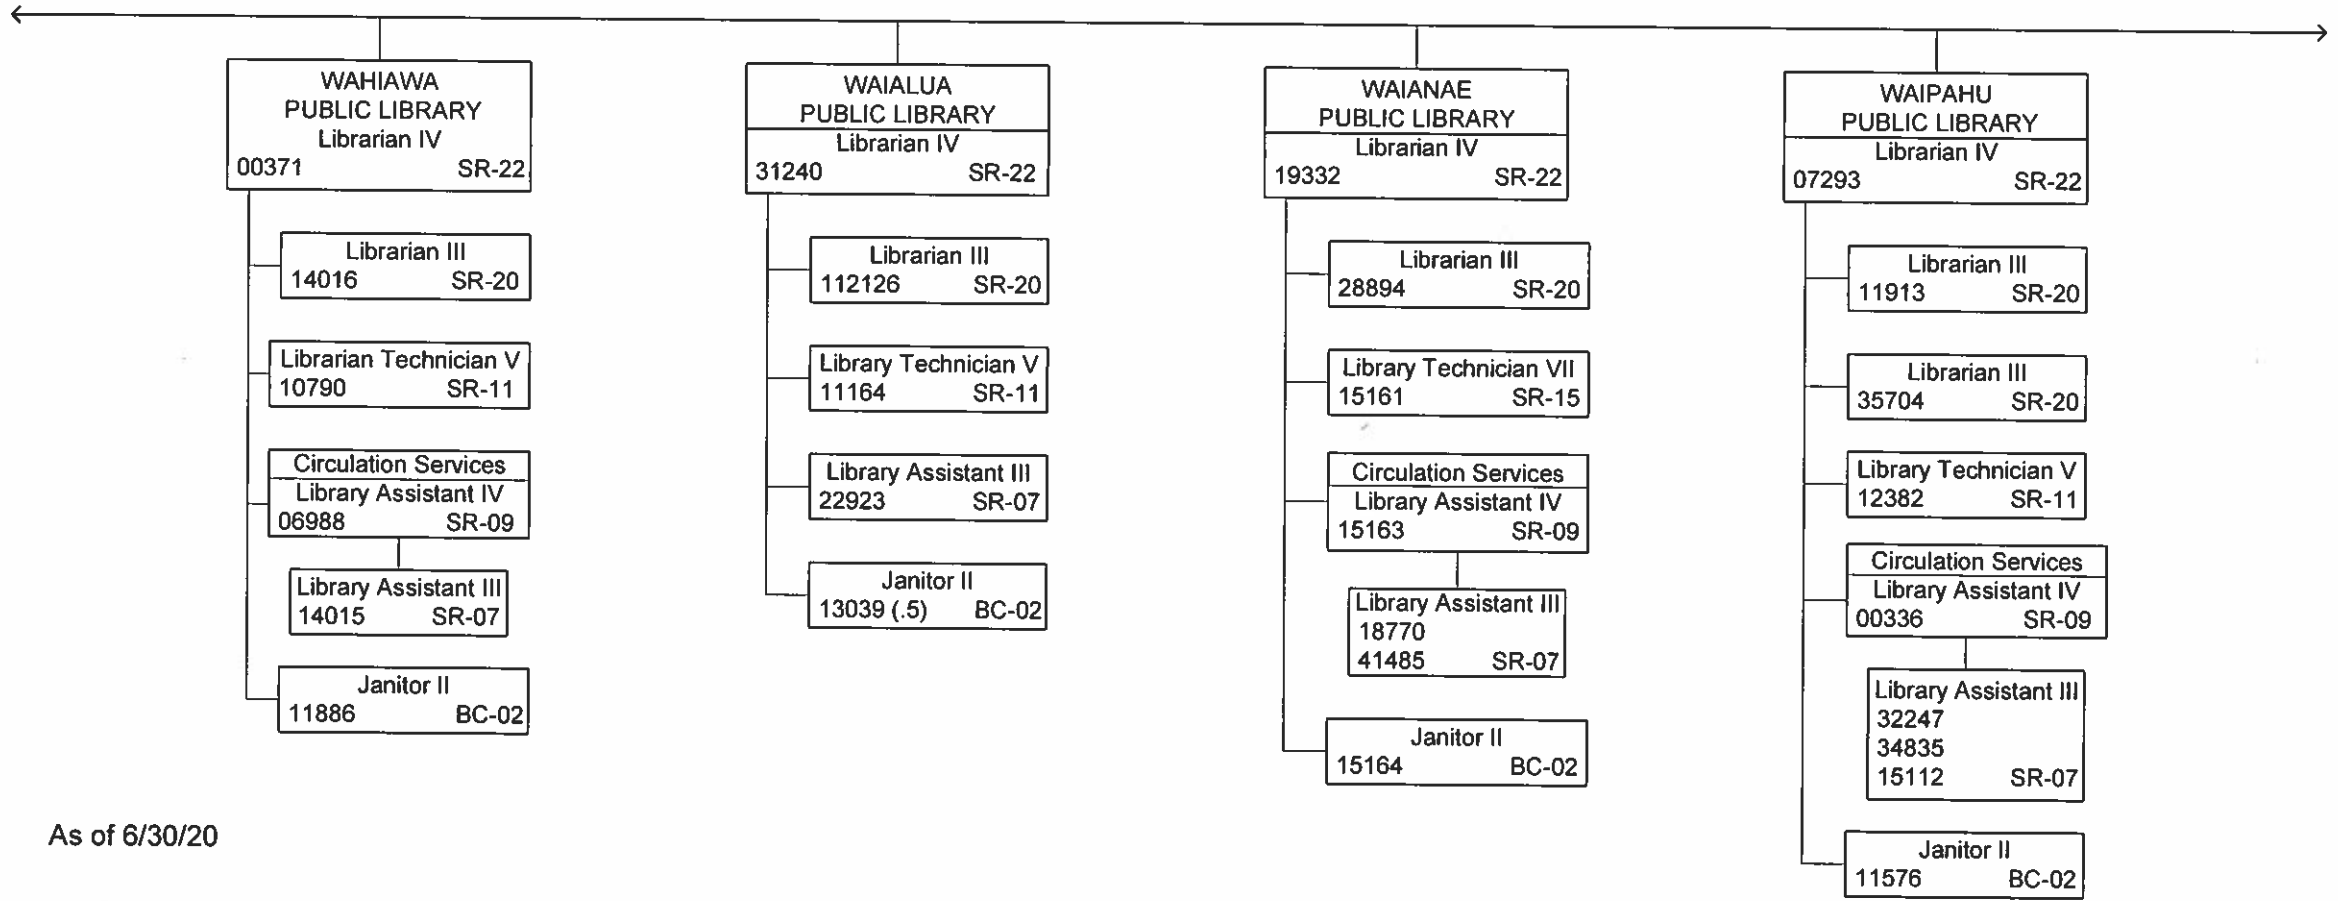 WAHIAWA
PUBLIC LIBRARY
Librarian IV
00371 SR-22
Librarian III
14016 SR-20
Librarian Technician V
10790 SR-11
Circulation Services
Library Assistant IV
06988 SR-09
Library Assistant III
14015 SR-07
Janitor II
11886 BC-02
WAIALUA
PUBLIC LIBRARY
Librarian IV
31240 SR-22
Librarian III
112126 SR-20
Library Technician V
11164 SR-11
Library Assistant III
22923 SR-07
Janitor II
13039 (.5) BC-02
WAIANAE
PUBLIC LIBRARY
Librarian IV
19332 SR-22
Librarian III
28894 SR-20
Library Technician VII
15161 SR-15
Circulation Services
Library Assistant IV
15163 SR-09
Library Assistant III
18770
41485 SR-07
Janitor II
15164 BC-02
WAIPAHU
PUBLIC LIBRARY
Librarian IV
07293 SR-22
Librarian III
11913 SR-20
Librarian III
35704 SR-20
Library Technician V
12382 SR-11
Circulation Services
Library Assistant IV
00336 SR-09
Library Assistant III
32247
34835
15112 SR-07
Janitor II
11576 BC-02
As of 6/30/20